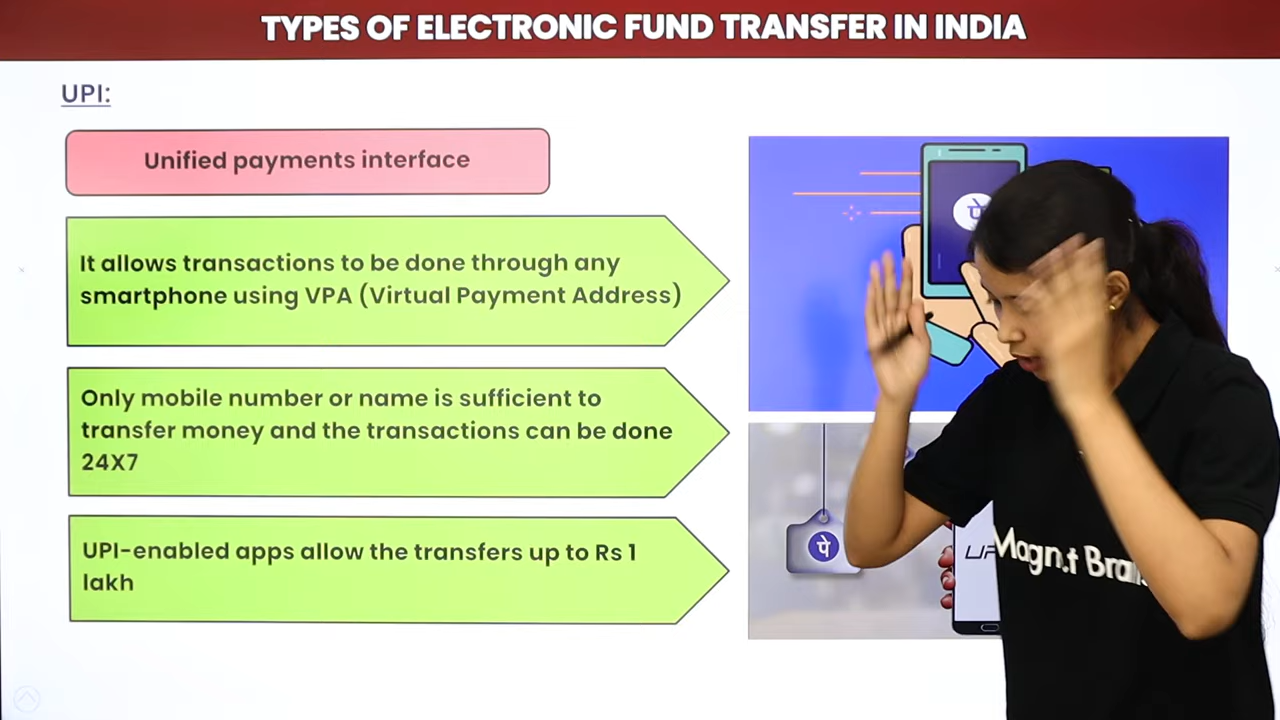 TYPES OF ELECTRONIC FUND TRANSFER IN INDIA
UPI:
Unified payments interface
It allows transactions to be done through any
smartphone using VPA (Virtual Payment Address)
Only mobile number or name is sufficient to
transfer money and the transactions can be done
24X7
UPI-enabled apps allow the transfers up to Rs 1
lakh
पे
पे